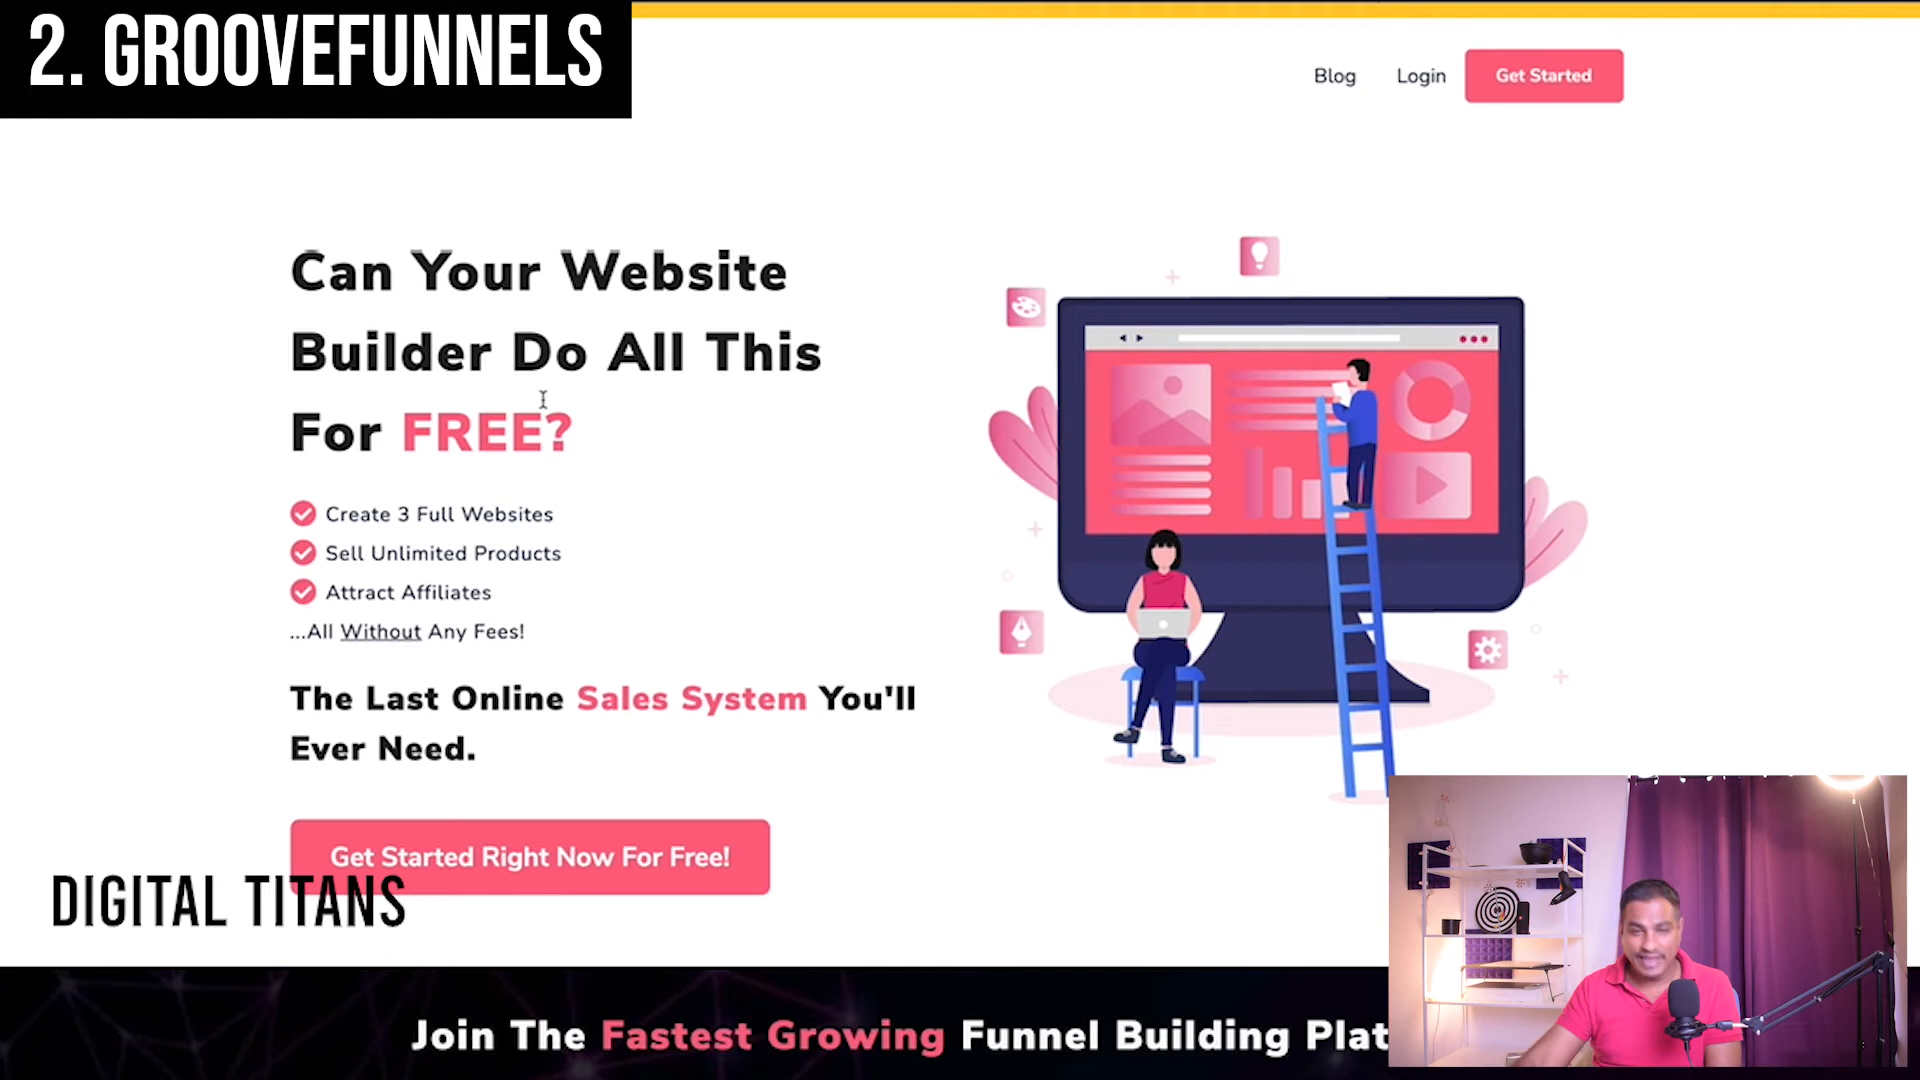 2. GROOVEFUNNELS
Blog Login Get Started
Can Your Website
Builder Do All This
For FREE?
Create 3 Full Websites
Sell Unlimited Products
Attract Affiliates
...All Without Any Fees!
The Last Online Sales System You'll
Ever Need.
Get Started Right Now For Free!
DIGITAL TITANS
Join The Fastest Growing Funnel Building Plat